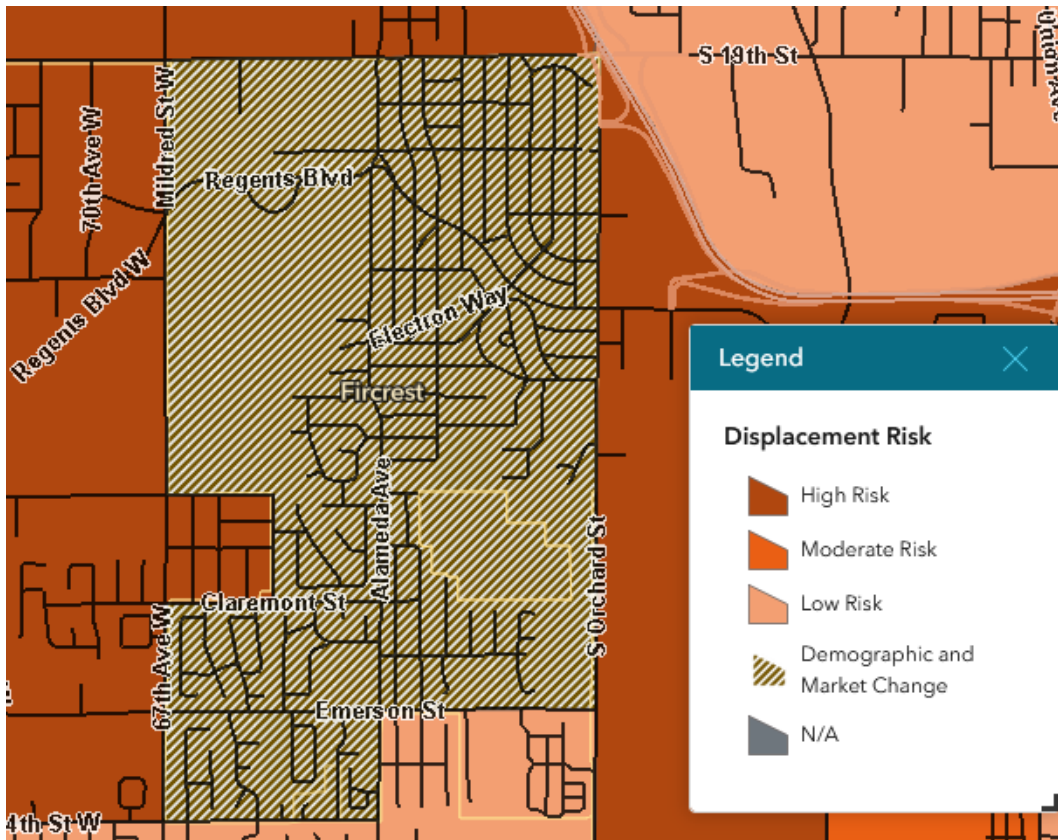 S 19th St
Union Ave
Mildred St W
70th Ave W
Regents Blvd
Regents Blvd W
Electron Way
Fircrest
Alameda Ave
S Orchard St
Claremont St
67th Ave W
Emerson St
4th St W
Legend
Displacement Risk
High Risk
Moderate Risk
Low Risk
Demographic and
Market Change
N/A